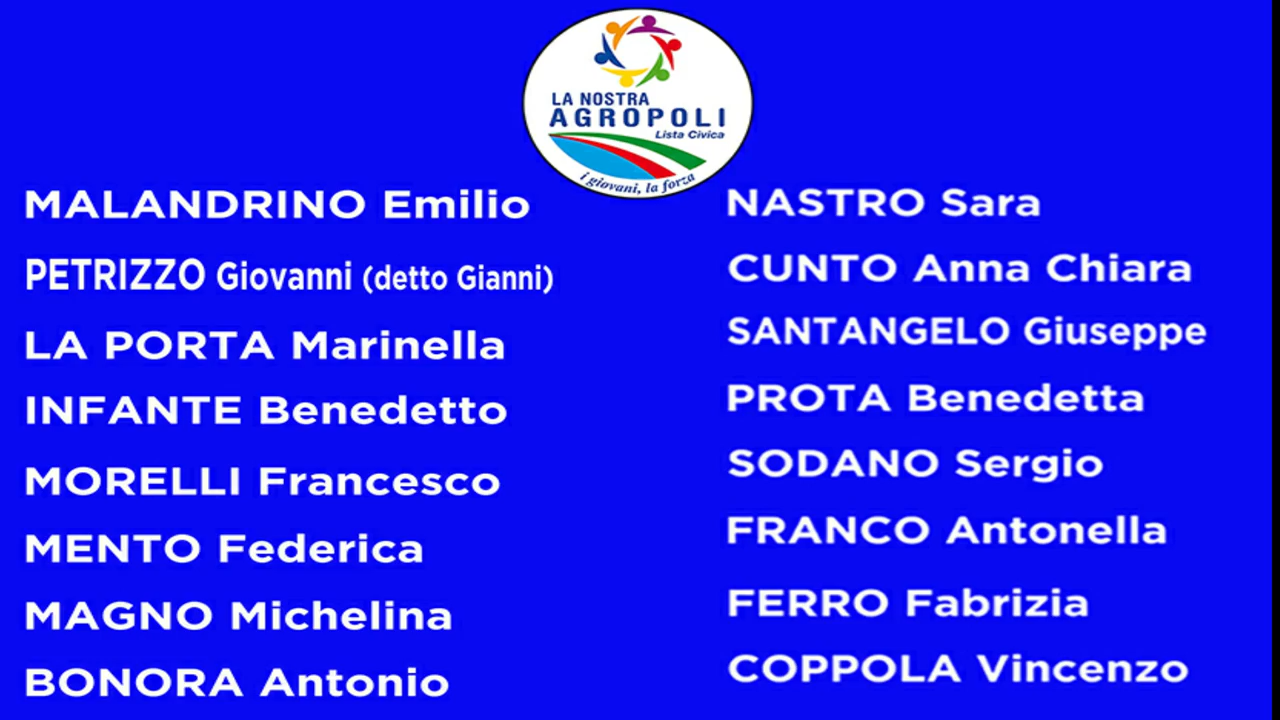 LA NOSTRA
AGROPOLI
Lista Civica
i giovani, la forza
MALANDRINO Emilio
PETRIZZO Giovanni (detto Gianni)
LA PORTA Marinella
INFANTE Benedetto
MORELLI Francesco
MENTO Federica
MAGNO Michelina
BONORA Antonio
NASTRO Sara
CUNTO Anna Chiara
SANTANGELO Giuseppe
PROTA Benedetta
SODANO Sergio
FRANCO Antonella
FERRO Fabrizia
COPPOLA Vincenzo